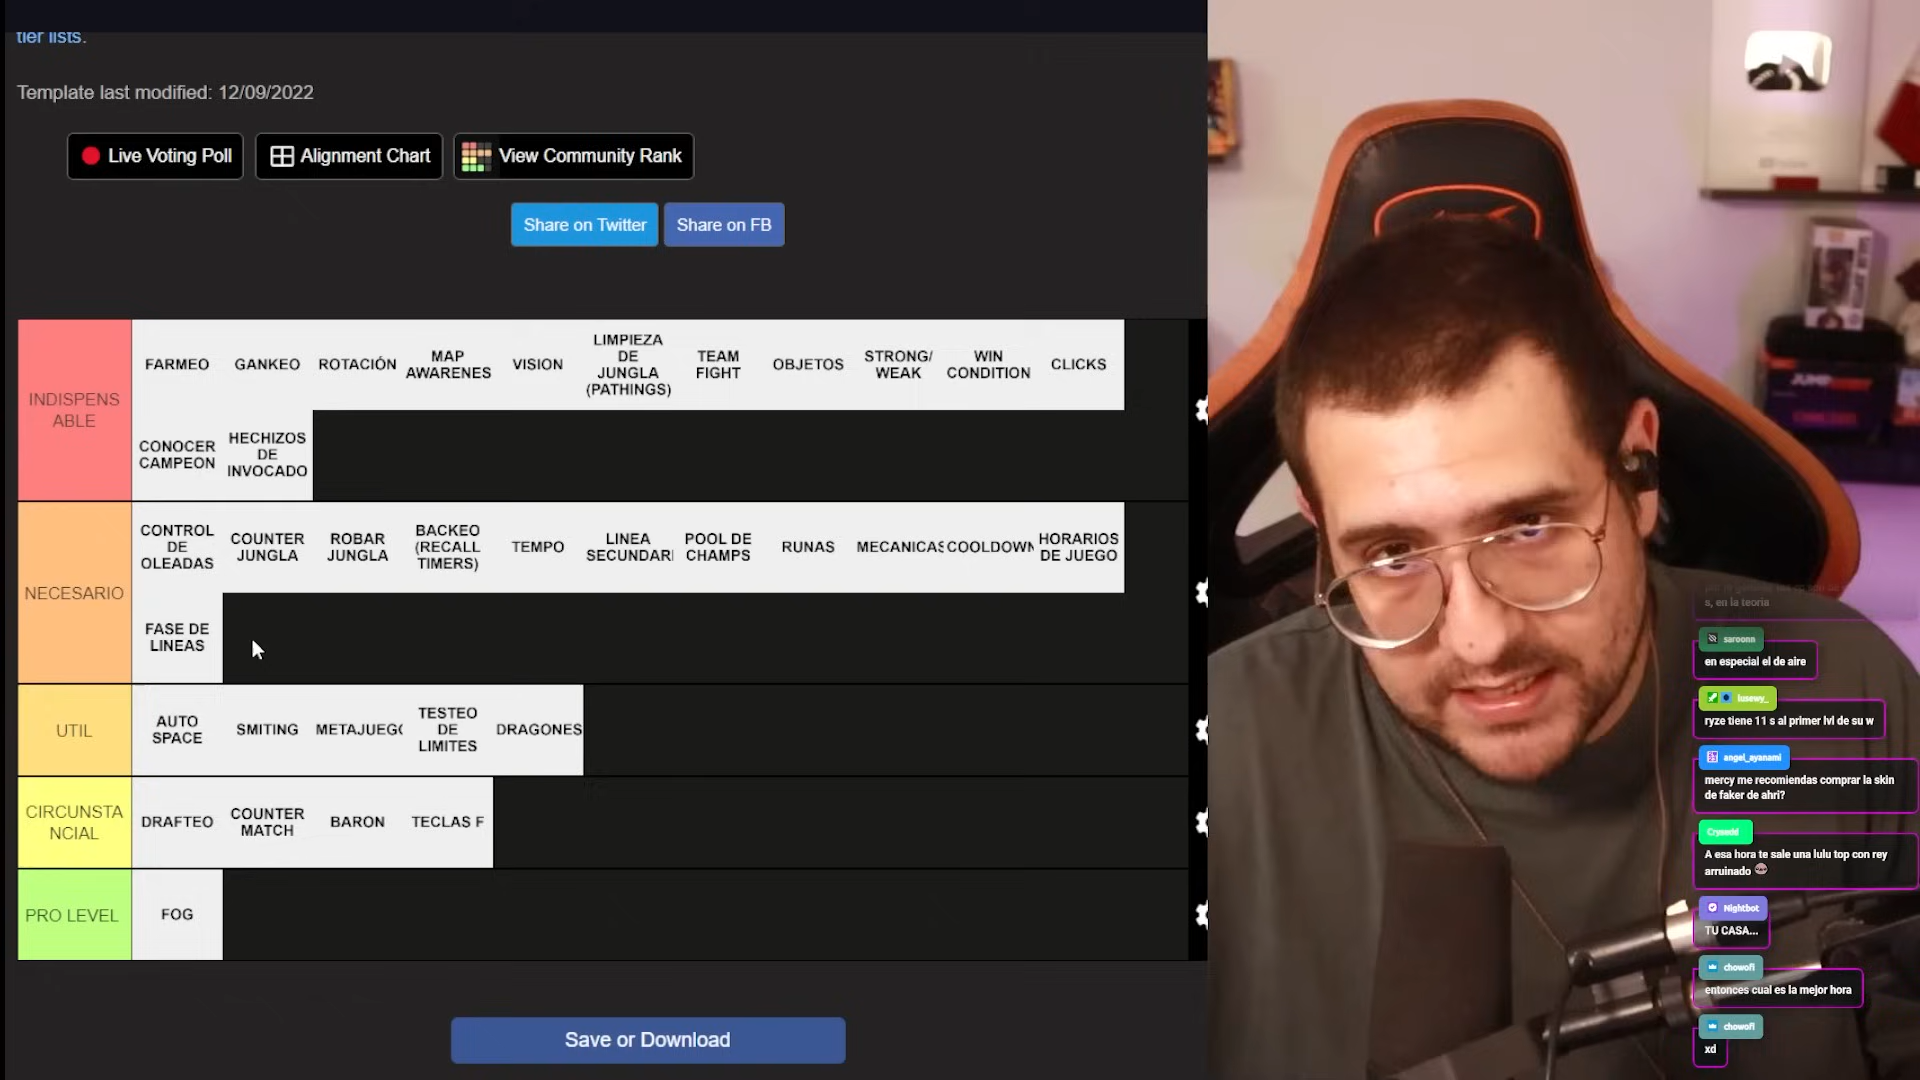 tier lists.
Template last modified: 12/09/2022
Live Voting Poll
Alignment Chart
View Community Rank
Share on Twitter
Share on FB
INDISPENS
ABLE
FARMEO
GANKEO
ROTACIÓN
MAP
AWARENES
VISION
LIMPIEZA
DE
JUNGLA
(PATHINGS)
TEAM
FIGHT
OBJETOS
STRONG/
WEAK
WIN
CONDITION
CLICKS
CONOCER
CAMPEON
HECHIZOS
DE
INVOCADO
NECESARIO
CONTROL
DE
OLEADAS
COUNTER
JUNGLA
ROBAR
JUNGLA
BACKEO
(RECALL
TIMERS)
TEMPO
LINEA
SECUNDARI
POOL DE
CHAMPS
RUNAS
MECANICAS
COOLDOWN
HORARIOS
DE JUEGO
FASE DE
LINEAS
UTIL
AUTO
SPACE
SMITING
METAJUEGO
TESTEO
DE
LIMITES
DRAGONES
CIRCUNSTA
NCIAL
DRAFTEO
COUNTER
MATCH
BARON
TECLAS F
PRO LEVEL
FOG
Save or Download
s, en la teoria
saroonn
en especial el de aire
lusewy_
ryze tiene 11 s al primer lvl de su w
angel_ayanami
mercy me recomiendas comprar la skin
de faker de ahri?
A esa hora te sale una lulu top con rey
arruinado
Nightbot
TU CASA...
chowofi
entonces cual es la mejor hora
chowofi
xd